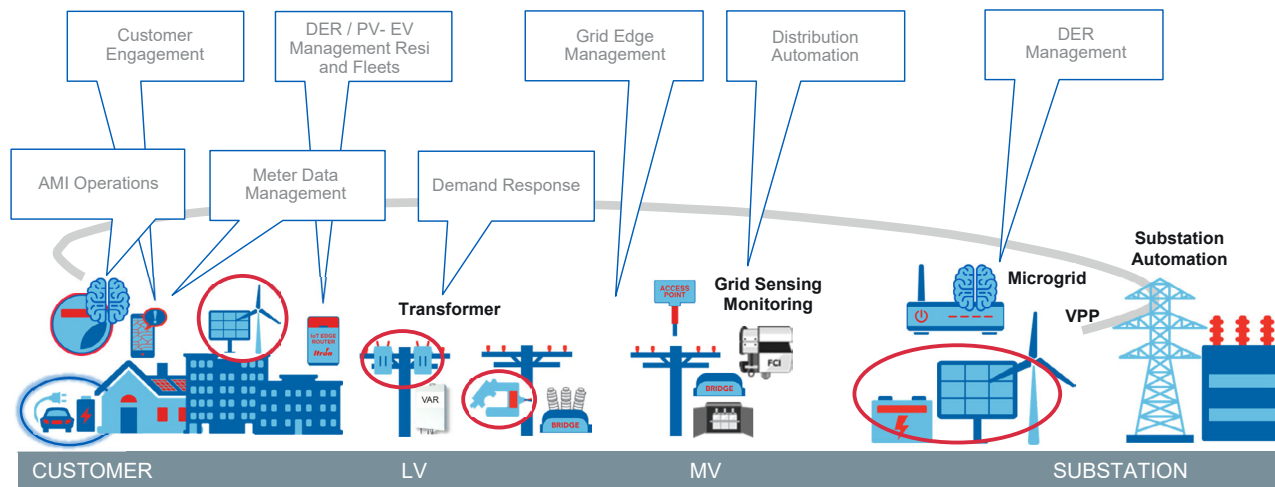 Customer
Engagement
DER / PV- EV
Management Resi
and Fleets
Grid Edge
Management
Distribution
Automation
DER
Management
AMI Operations
Meter Data
Management
Demand Response
Substation
Automation
Microgrid
VPP
Grid Sensing
Monitoring
Transformer
ACCESS
POINT
IoT EDGE
ROUTER
Itrón
FCI
VAR
BRIDGE
BRIDGE
CUSTOMER
LV
MV
SUBSTATION